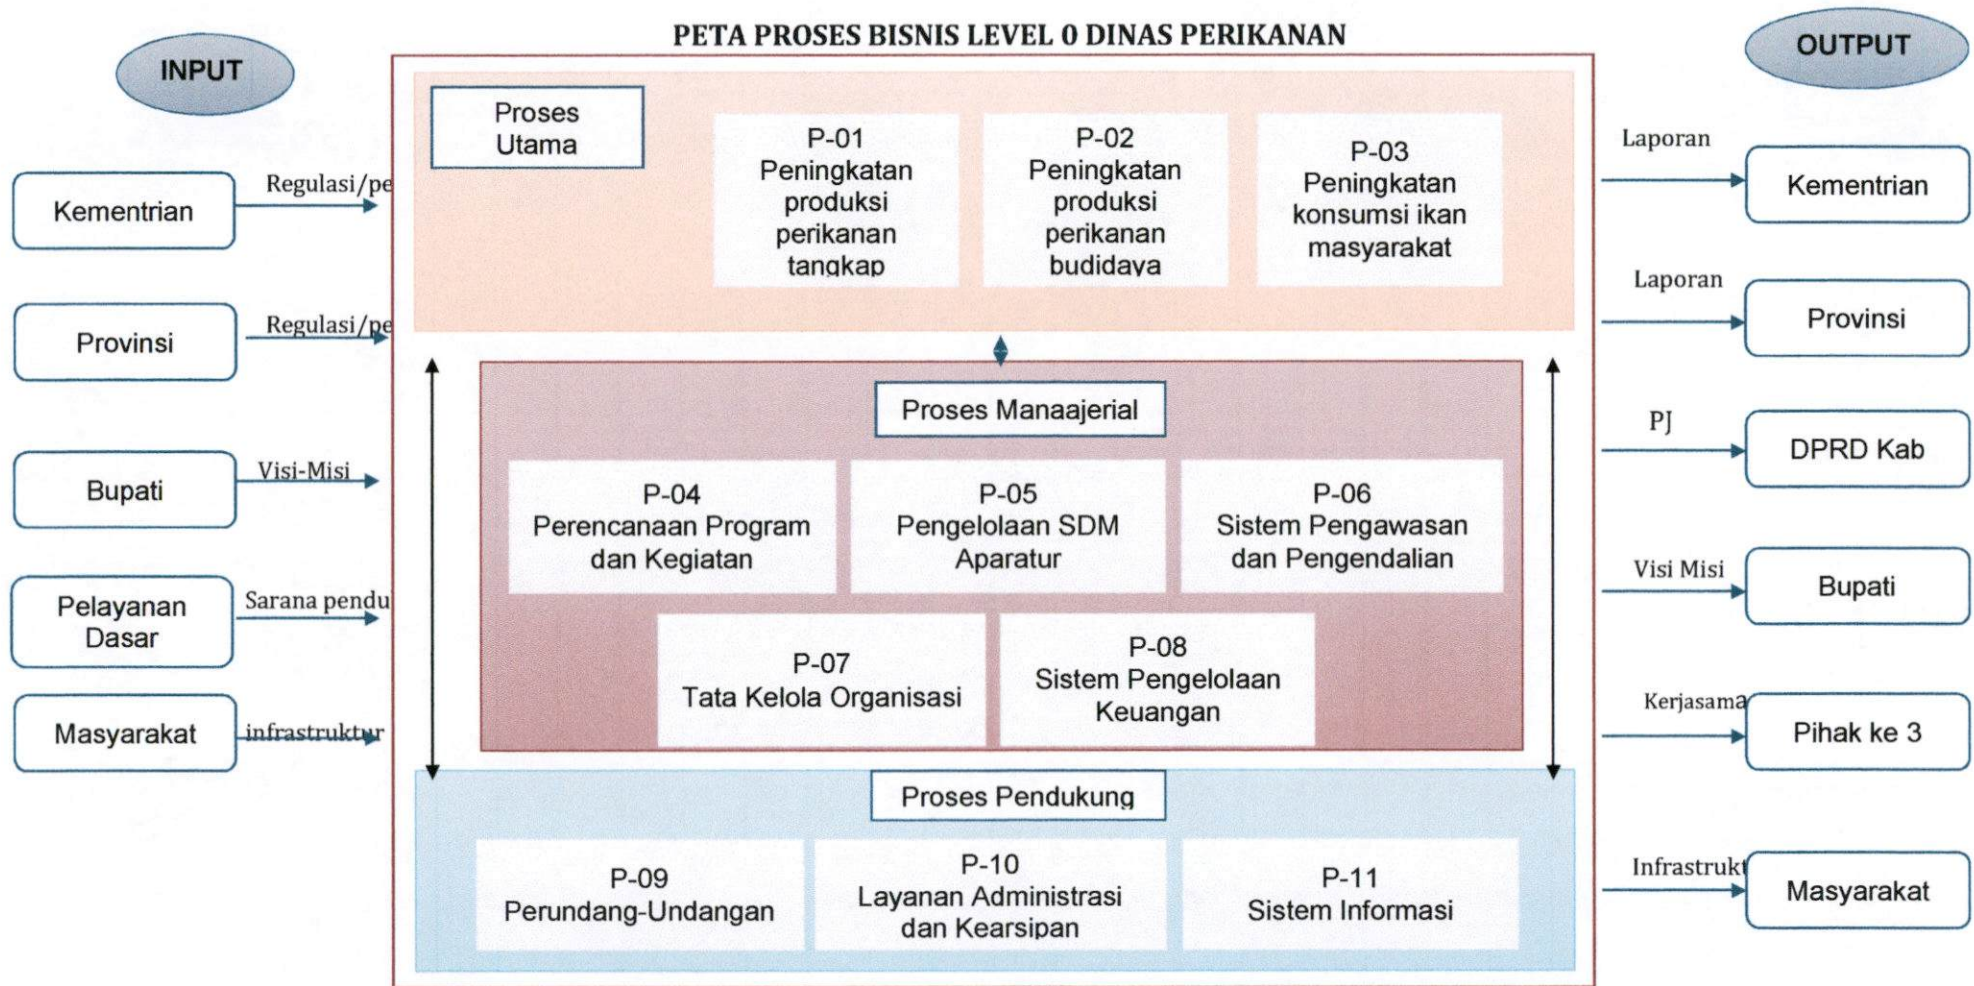 PETA PROSES BISNIS LEVEL 0 DINAS PERIKANAN
INPUT
Kementrian
Regulasi/pe
Provinsi
Regulasi/pe
Bupati
Visi-Misi
Pelayanan
Dasar
Sarana pendu
Masyarakat
infrastruktur
Proses
Utama
P-01
Peningkatan
produksi
perikanan
tangkap
P-02
Peningkatan
produksi
perikanan
budidaya
P-03
Peningkatan
konsumsi ikan
masyarakat
Proses Manaajerial
P-04
Perencanaan Program
dan Kegiatan
P-05
Pengelolaan SDM
Aparatur
P-06
Sistem Pengawasan
dan Pengendalian
P-07
Tata Kelola Organisasi
P-08
Sistem Pengelolaan
Keuangan
Proses Pendukung
P-09
Perundang-Undangan
P-10
Layanan Administrasi
dan Kearsipan
P-11
Sistem Informasi
OUTPUT
Laporan
Kementrian
Laporan
Provinsi
PJ
DPRD Kab
Visi Misi
Bupati
Kerjasama
Pihak ke 3
Infrastrukt
Masyarakat